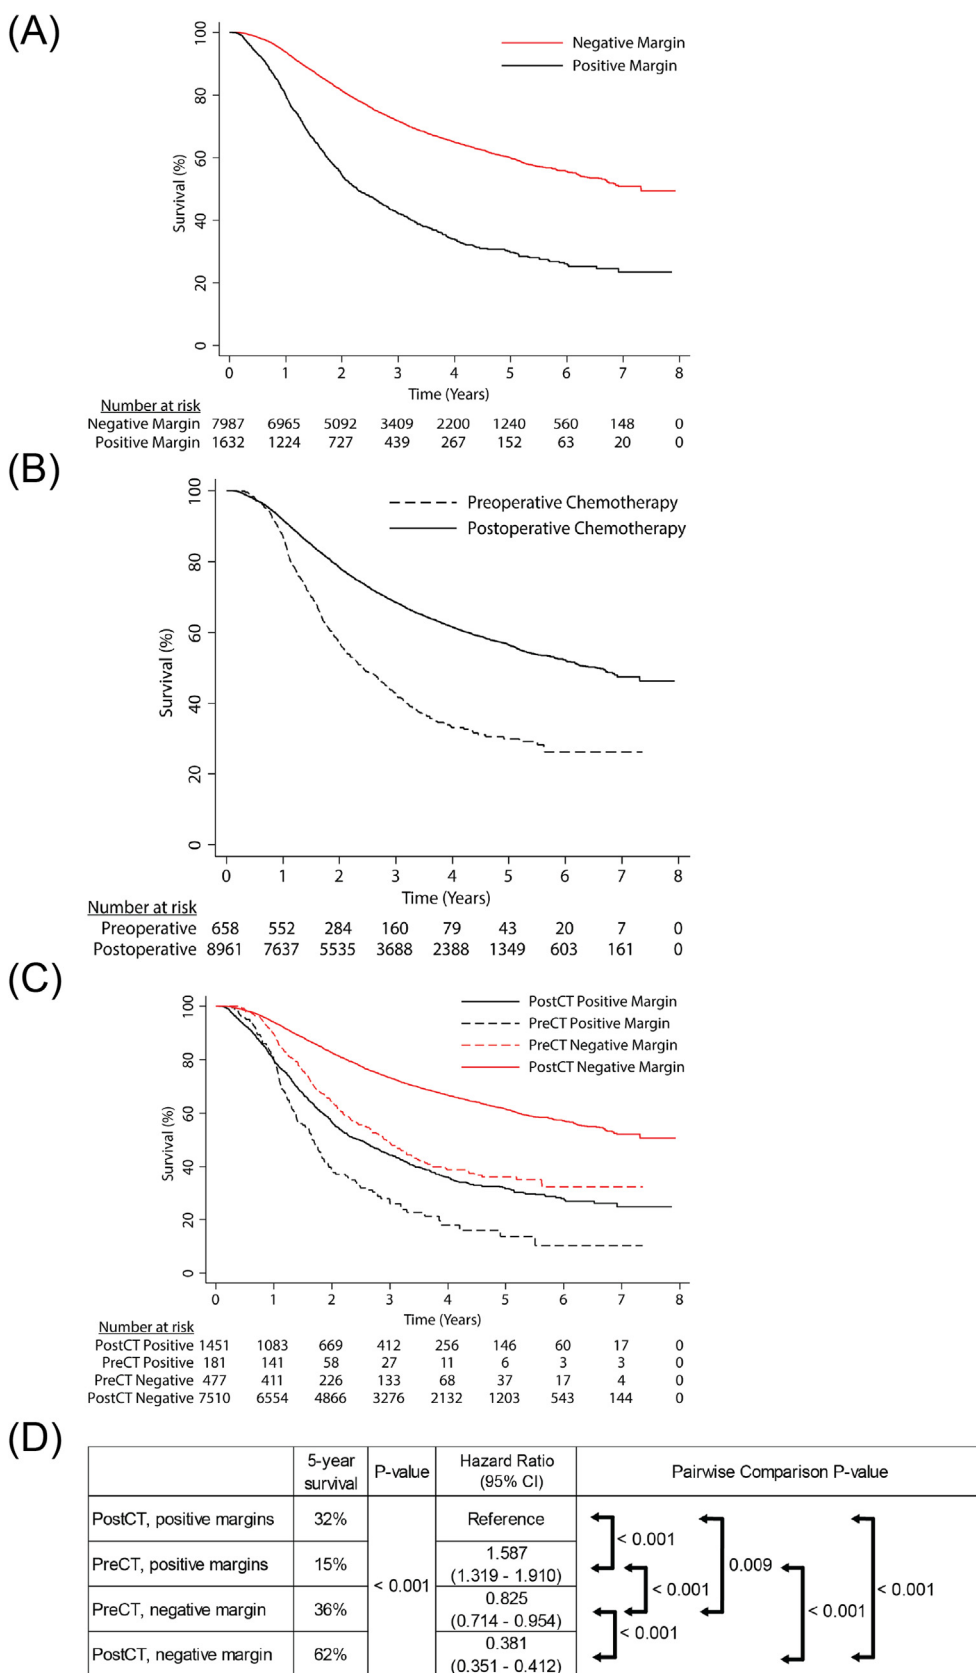 (A)
Negative Margin
Positive Margin
Survival (%)
100
80
60
40
20
0
0 1 2 3 4 5 6 7 8
Time (Years)
Number at risk
Negative Margin 7987 6965 5092 3409 2200 1240 560 148 0
Positive Margin 1632 1224 727 439 267 152 63 20 0
(B)
Preoperative Chemotherapy
Postoperative Chemotherapy
Survival (%)
100
80
60
40
20
0
0 1 2 3 4 5 6 7 8
Time (Years)
Number at risk
Preoperative 658 552 284 160 79 43 20 7 0
Postoperative 8961 7637 5535 3688 2388 1349 603 161 0
(C)
PostCT Positive Margin
PreCT Positive Margin
PreCT Negative Margin
PostCT Negative Margin
Survival (%)
100
80
60
40
20
0
0 1 2 3 4 5 6 7 8
Time (Years)
Number at risk
PostCT Positive 1451 1083 669 412 256 146 60 17 0
PreCT Positive 181 141 58 27 11 6 3 3 0
PreCT Negative 477 411 226 133 68 37 17 4 0
PostCT Negative 7510 6554 4866 3276 2132 1203 543 144 0
(D)
5-year survival P-value Hazard Ratio (95% CI) Pairwise Comparison P-value
PostCT, positive margins 32% Reference
PreCT, positive margins 15% 1.587 (1.319 - 1.910)
PreCT, negative margin 36% 0.825 (0.714 - 0.954)
PostCT, negative margin 62% 0.381 (0.351 - 0.412)
< 0.001
< 0.001
< 0.001
< 0.001
0.009
< 0.001
< 0.001